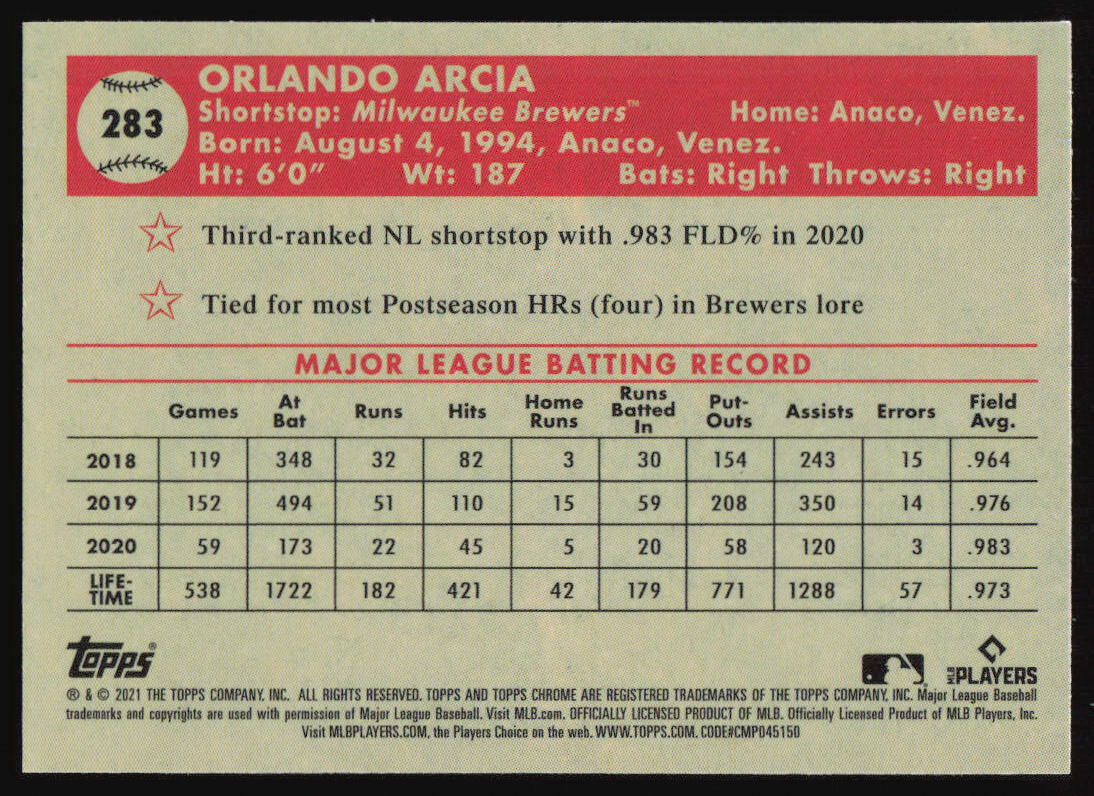 283
ORLANDO ARCIA
Shortstop: Milwaukee Brewers™ Home: Anaco, Venez.
Born: August 4, 1994, Anaco, Venez.
Ht: 6'0" Wt: 187 Bats: Right Throws: Right
Third-ranked NL shortstop with .983 FLD% in 2020
Tied for most Postseason HRs (four) in Brewers lore
MAJOR LEAGUE BATTING RECORD
Games At Bat Runs Hits Home Runs Runs Batted In Put-Outs Assists Errors Field Avg.
2018 119 348 32 82 3 30 154 243 15 .964
2019 152 494 51 110 15 59 208 350 14 .976
2020 59 173 22 45 5 20 58 120 3 .983
LIFE-TIME 538 1722 182 421 42 179 771 1288 57 .973
Topps® MLB PLAYERS
® & © 2021 THE TOPPS COMPANY, INC. ALL RIGHTS RESERVED. TOPPS AND TOPPS CHROME ARE REGISTERED TRADEMARKS OF THE TOPPS COMPANY, INC. Major League Baseball
trademarks and copyrights are used with permission of Major League Baseball. Visit MLB.com. OFFICIALLY LICENSED PRODUCT OF MLB. Officially Licensed Product of MLB Players, Inc.
Visit MLBPLAYERS.COM, the Players Choice on the web. WWW.TOPPS.COM. CODE#CMP045150